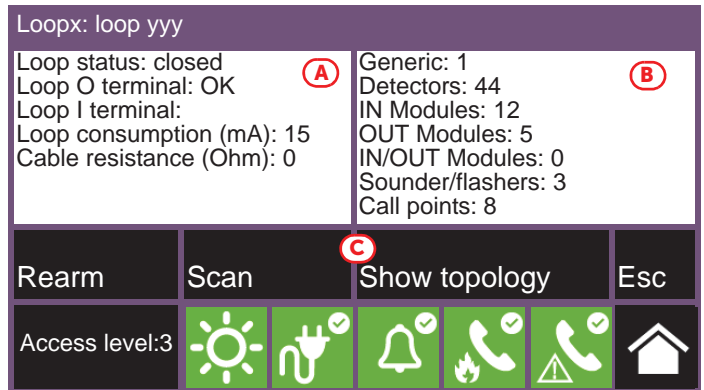 Loopx: loop yyy
Loop status: closed
Loop O terminal: OK
Loop I terminal:
Loop consumption (mA): 15
Cable resistance (Ohm): 0
A
Generic: 1
Detectors: 44
IN Modules: 12
OUT Modules: 5
IN/OUT Modules: 0
Sounder/flashers: 3
Call points: 8
B
C
Rearm
Scan
Show topology
Esc
Access level:3